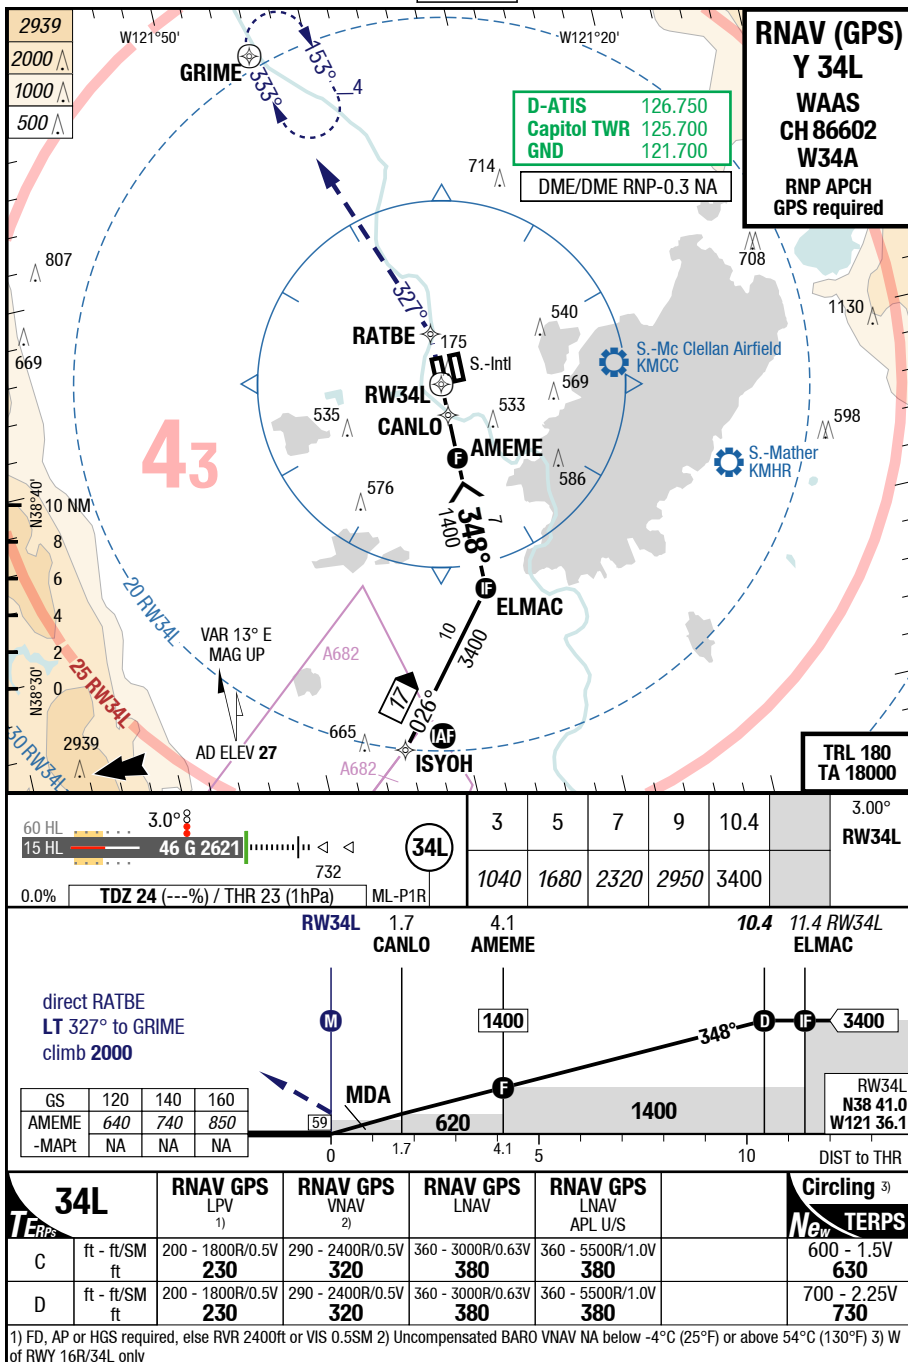 2939
2000
1000
500
W121°50'
W121°20'
RNAV (GPS)
Y 34L
WAAS
CH 86602
W34A
RNP APCH
GPS required
GRIME
153°
333°
4
D-ATIS 126.750
Capitol TWR 125.700
GND 121.700
DME/DME RNP-0.3 NA
714
807
708
1130
669
327°
540
RATBE
175
S.-Intl
S.-Mc Clellan Airfield
KMCC
RW34L
569
CANLO
535
533
598
AMEME
F
43
586
S.-Mather
KMHR
576
N38°40'
10 NM
8
6
4
2
0
N38°30'
348°
7
1400
IF
ELMAC
20 RW34L
25 RW34L
30 RW34L
VAR 13° E
MAG UP
A682
10
3400
17
026°
AD ELEV 27
665
IAF
ISYOH
A682
2939
TRL 180
TA 18000
60 HL
15 HL
3.0°
46 G 2621
732
34L
0.0%
TDZ 24 (---%) / THR 23 (1hPa)
ML-P1R
3 5 7 9 10.4
1040 1680 2320 2950 3400
3.00°
RW34L
RW34L 1.7 4.1 10.4 11.4 RW34L
CANLO AMEME ELMAC
direct RATBE
LT 327° to GRIME
climb 2000
M
1400
348°
D
IF
3400
F
MDA
59
620
1400
RW34L
N38 41.0
W121 36.1
GS 120 140 160
AMEME 640 740 850
-MAPt NA NA NA
0 1.7 4.1 5 10 DIST to THR
34L
TERPs
RNAV GPS
LPV
1)
RNAV GPS
VNAV
2)
RNAV GPS
LNAV
RNAV GPS
LNAV
APL U/S
Circling 3)
New TERPS
C ft - ft/SM 200 - 1800R/0.5V 290 - 2400R/0.5V 360 - 3000R/0.63V 360 - 5500R/1.0V 600 - 1.5V
ft 230 320 380 380 630
D ft - ft/SM 200 - 1800R/0.5V 290 - 2400R/0.5V 360 - 3000R/0.63V 360 - 5500R/1.0V 700 - 2.25V
ft 230 320 380 380 730
1) FD, AP or HGS required, else RVR 2400ft or VIS 0.5SM 2) Uncompensated BARO VNAV NA below -4°C (25°F) or above 54°C (130°F) 3) W
of RWY 16R/34L only